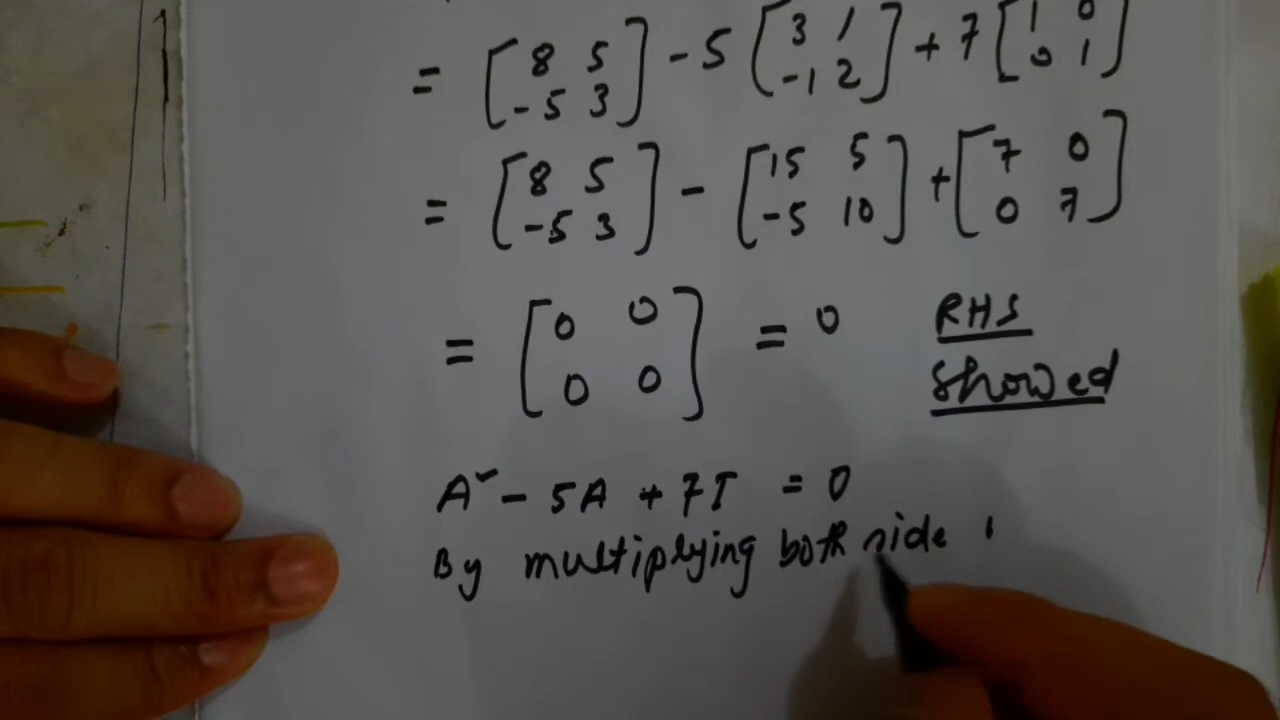 = [8 5 -5 3] - 5 [3 1 -1 2] + 7 [1 0 0 1]
= [8 5 -5 3] - [15 5 -5 10] + [7 0 0 7]
= [0 0 0 0] = 0 RHS
Showed
A² - 5A + 7I = 0
By multiplying both side